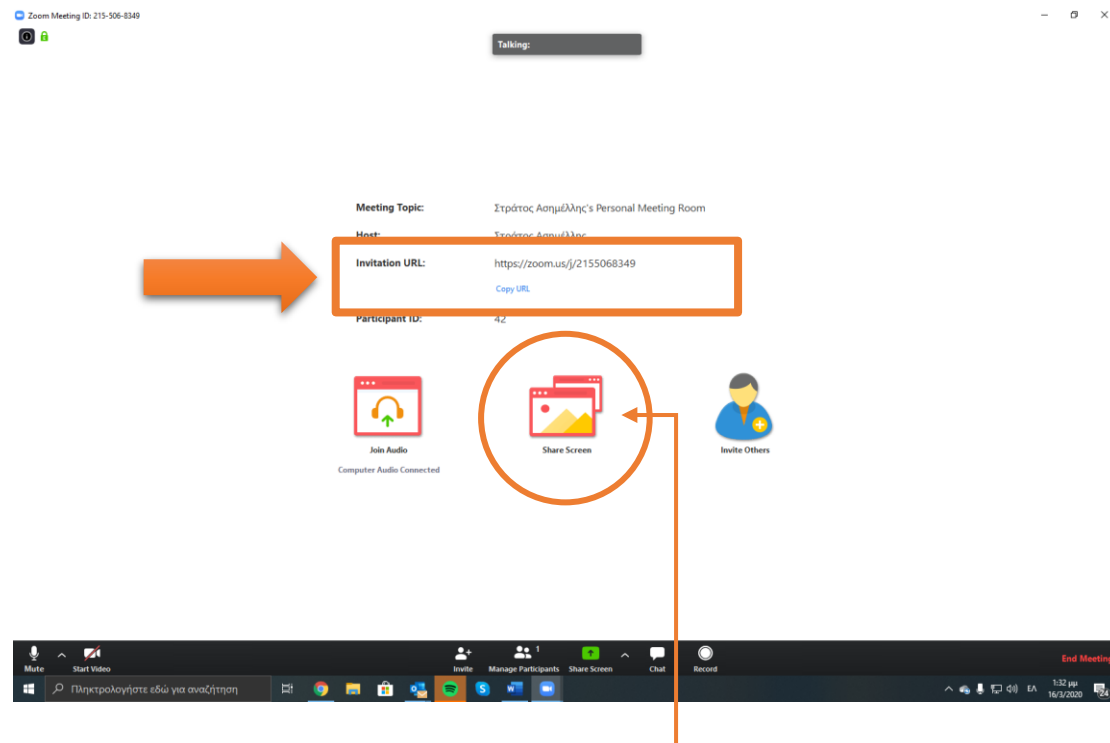 Zoom Meeting ID: 215-506-8349
Talking:
Meeting Topic: Στράτος Ασημέλλης's Personal Meeting Room
Host: Στράτος Ασημέλλης
Invitation URL: https://zoom.us/j/2155068349
Copy URL
Participant ID: 42
Join Audio Share Screen Invite Others
Computer Audio Connected
1
Mute Start Video Invite Manage Participants Share Screen Chat Record End Meeting
Πληκτρολογήστε εδώ για αναζήτηση ΕΛ 1:32 μμ
16/3/2020 24